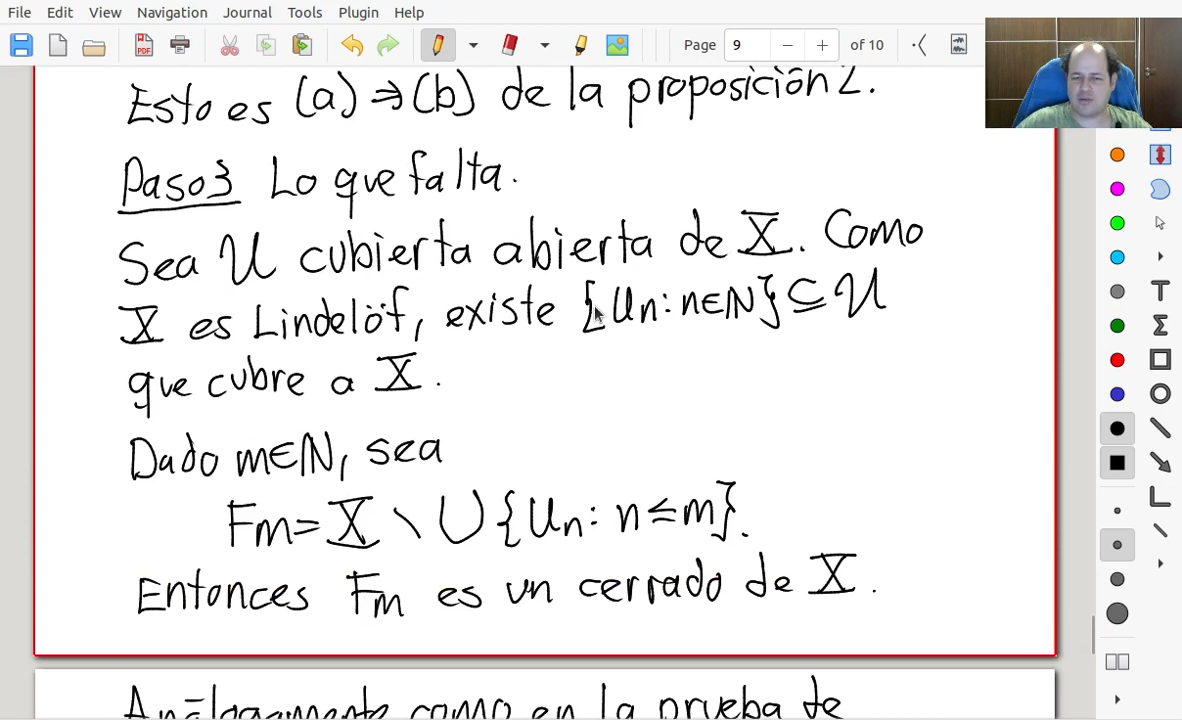 File Edit View Navigation Journal Tools Plugin Help
Page 9 of 10
Esto es (a)⇒(b) de la proposición 2.
Paso 3 Lo que falta.
Sea U cubierta abierta de X. Como
X es Lindelöf, existe {Un: n∈N} ⊆ U
que cubre a X.
Dado m∈N, sea
Fm = X \ ∪ {Un: n≤m}.
Entonces Fm es un cerrado de X.
Análogamente como en la prueba de